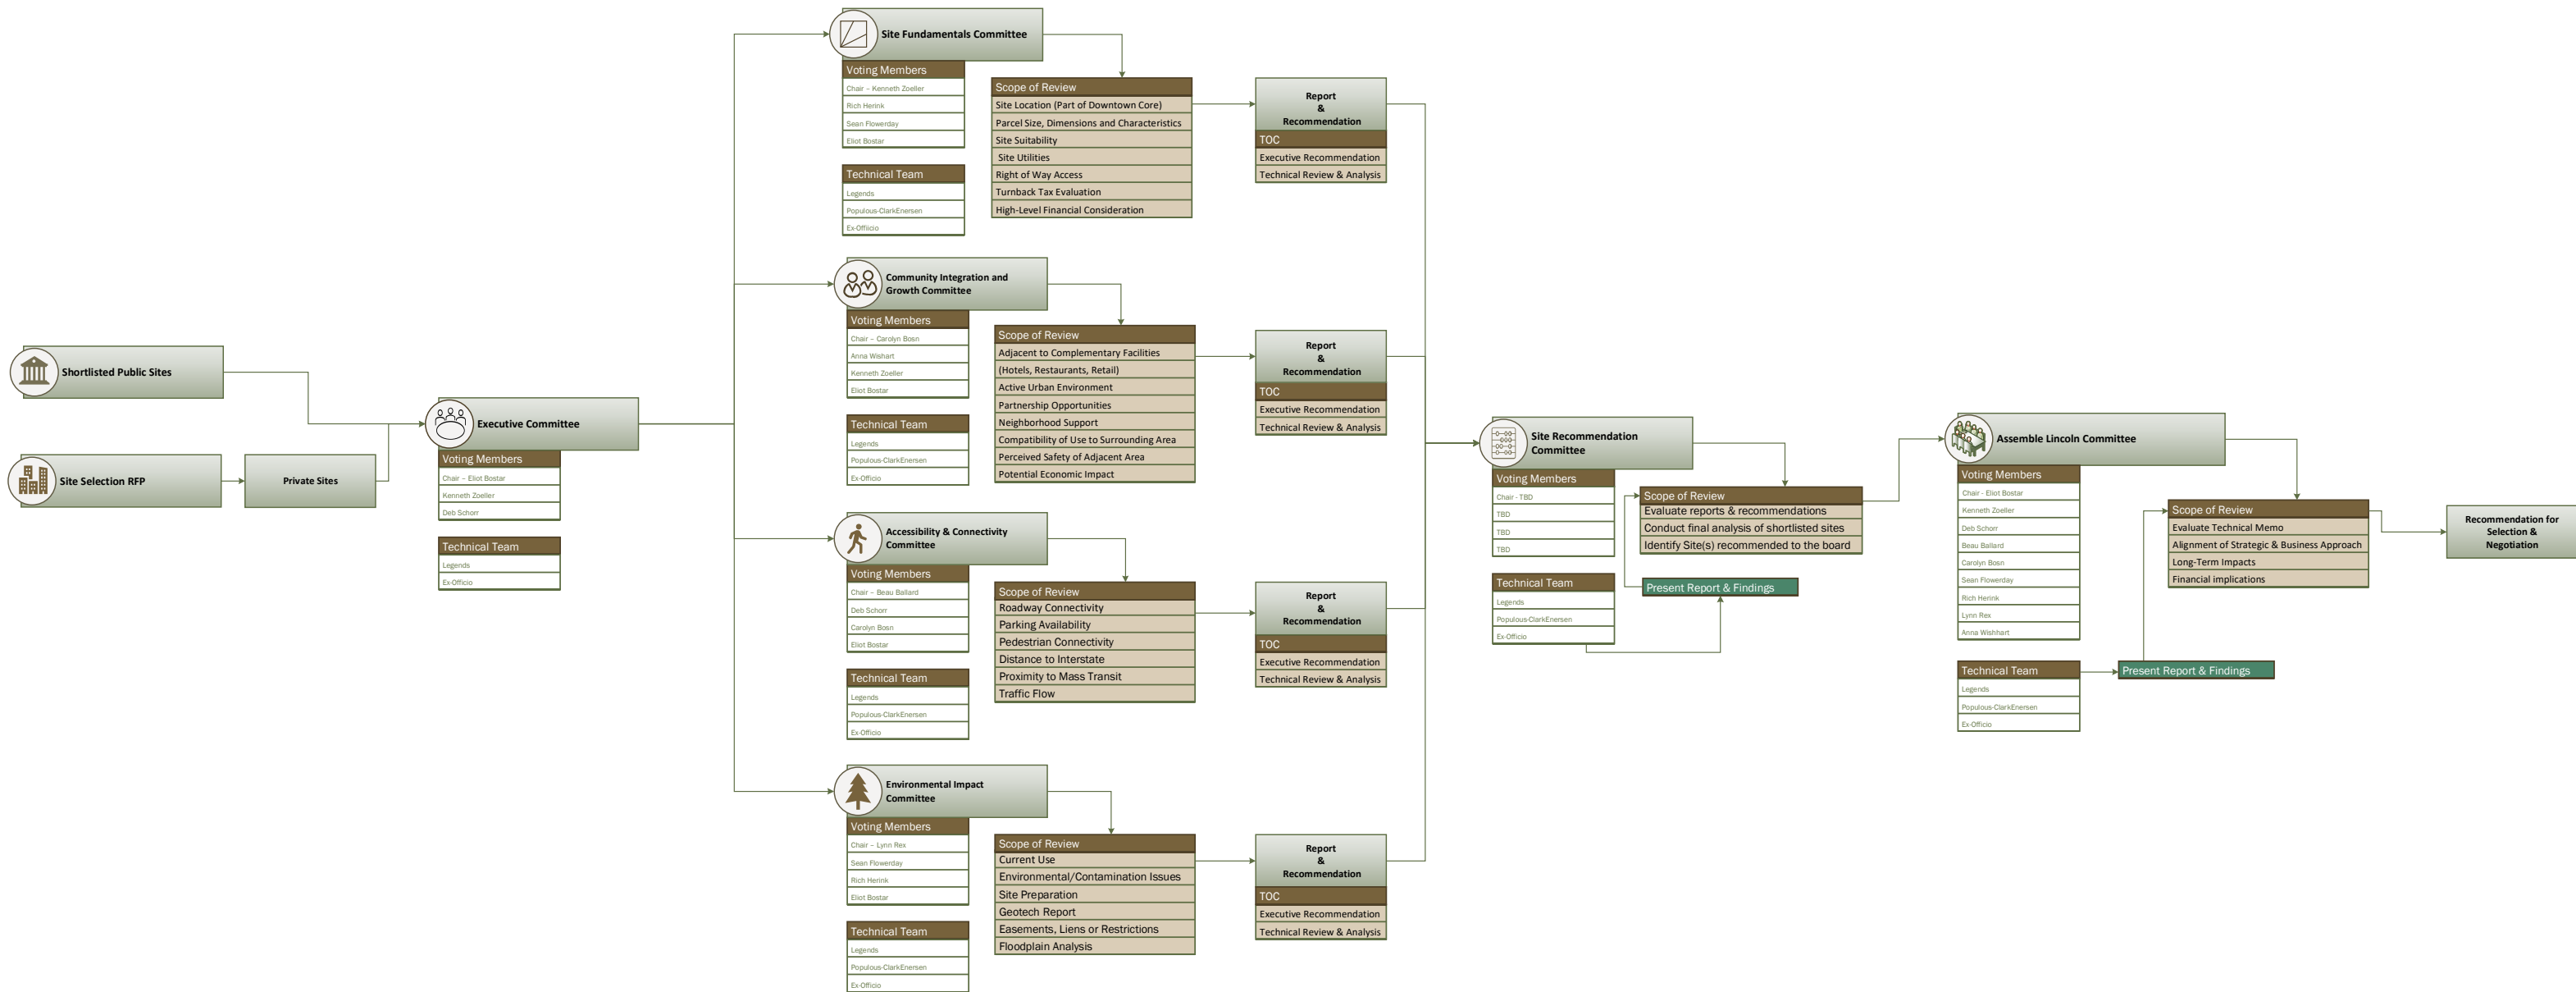 Shortlisted Public Sites
Site Selection RFP
Private Sites
Executive Committee
Voting Members
Chair – Eliot Bostar
Kenneth Zoeller
Deb Schorr
Technical Team
Legends
Ex-Officio
Site Fundamentals Committee
Voting Members
Chair – Kenneth Zoeller
Rich Herink
Sean Flowerday
Eliot Bostar
Technical Team
Legends
Populous-ClarkEnersen
Ex-Officio
Scope of Review
Site Location (Part of Downtown Core)
Parcel Size, Dimensions and Characteristics
Site Suitability
Site Utilities
Right of Way Access
Turnback Tax Evaluation
High-Level Financial Consideration
Report
&
Recommendation
TOC
Executive Recommendation
Technical Review & Analysis
Community Integration and
Growth Committee
Voting Members
Chair – Carolyn Bosn
Anna Wishart
Kenneth Zoeller
Eliot Bostar
Technical Team
Legends
Populous-ClarkEnersen
Ex-Officio
Scope of Review
Adjacent to Complementary Facilities
(Hotels, Restaurants, Retail)
Active Urban Environment
Partnership Opportunities
Neighborhood Support
Compatibility of Use to Surrounding Area
Perceived Safety of Adjacent Area
Potential Economic Impact
Report
&
Recommendation
TOC
Executive Recommendation
Technical Review & Analysis
Accessibility & Connectivity
Committee
Voting Members
Chair – Beau Ballard
Deb Schorr
Carolyn Bosn
Eliot Bostar
Technical Team
Legends
Populous-ClarkEnersen
Ex-Officio
Scope of Review
Roadway Connectivity
Parking Availability
Pedestrian Connectivity
Distance to Interstate
Proximity to Mass Transit
Traffic Flow
Report
&
Recommendation
TOC
Executive Recommendation
Technical Review & Analysis
Environmental Impact
Committee
Voting Members
Chair – Lynn Rex
Sean Flowerday
Rich Herink
Eliot Bostar
Technical Team
Legends
Populous-ClarkEnersen
Ex-Officio
Scope of Review
Current Use
Environmental/Contamination Issues
Site Preparation
Geotech Report
Easements, Liens or Restrictions
Floodplain Analysis
Report
&
Recommendation
TOC
Executive Recommendation
Technical Review & Analysis
Site Recommendation
Committee
Voting Members
Chair - TBD
TBD
TBD
TBD
Technical Team
Legends
Populous-ClarkEnersen
Ex-Officio
Scope of Review
Evaluate reports & recommendations
Conduct final analysis of shortlisted sites
Identify Site(s) recommended to the board
Present Report & Findings
Assemble Lincoln Committee
Voting Members
Chair - Eliot Bostar
Kenneth Zoeller
Deb Schorr
Beau Ballard
Carolyn Bosn
Sean Flowerday
Rich Herink
Lynn Rex
Anna Wishhart
Technical Team
Legends
Populous-ClarkEnersen
Ex-Officio
Scope of Review
Evaluate Technical Memo
Alignment of Strategic & Business Approach
Long-Term Impacts
Financial implications
Present Report & Findings
Recommendation for
Selection &
Negotiation